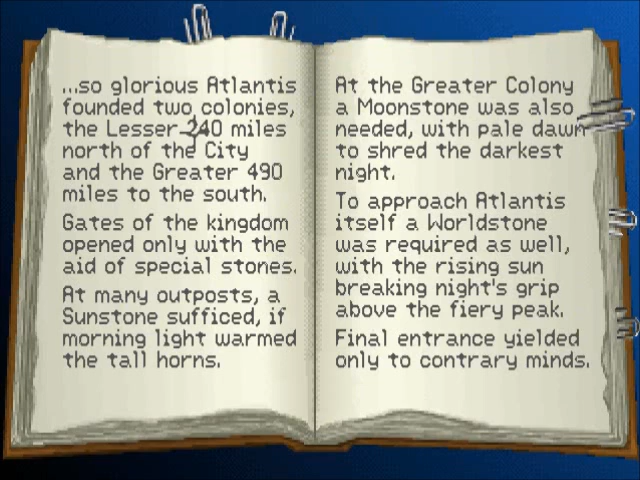 ...so glorious Atlantis
founded two colonies,
the Lesser 240 miles
north of the City
and the Greater 490
miles to the south.
Gates of the kingdom
opened only with the
aid of special stones.
At many outposts, a
Sunstone sufficed, if
morning light warmed
the tall horns.
At the Greater Colony
a Moonstone was also
needed, with pale dawn
to shred the darkest
night.
To approach Atlantis
itself a Worldstone
was required as well,
with the rising sun
breaking night's grip
above the fiery peak.
Final entrance yielded
only to contrary minds.